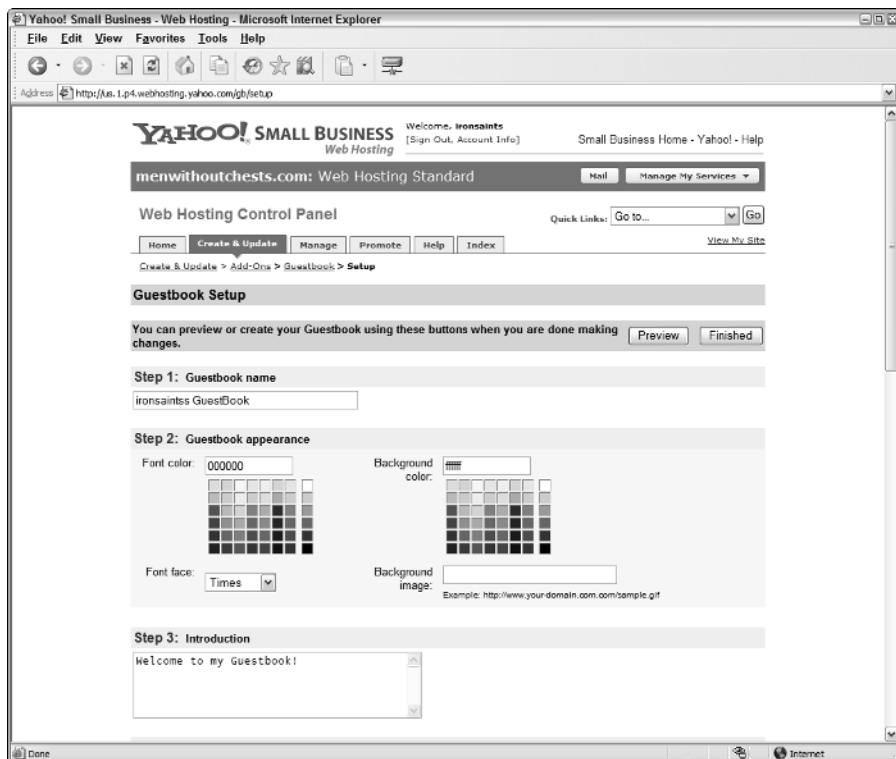 Yahoo! Small Business - Web Hosting - Microsoft Internet Explorer
File Edit View Favorites Tools Help
Address http://us.1.p4.webhosting.yahoo.com/gb/setup
YAHOO! SMALL BUSINESS
Web Hosting
Welcome, ironsaints
[Sign Out, Account Info]
Small Business Home - Yahoo! - Help
menwithoutchests.com: Web Hosting Standard
Mail
Manage My Services
Web Hosting Control Panel
Quick Links: Go to... Go
Home Create & Update Manage Promote Help Index
View My Site
Create & Update > Add-Ons > Guestbook > Setup
Guestbook Setup
You can preview or create your Guestbook using these buttons when you are done making
changes.
Preview Finished
Step 1: Guestbook name
ironsaintss GuestBook
Step 2: Guestbook appearance
Font color: 000000
Background
color:
ffffff
Font face: Times
Background
image:
Example: http://www.your-domain.com.com/sample.gif
Step 3: Introduction
Welcome to my Guestbook!
Done
Internet